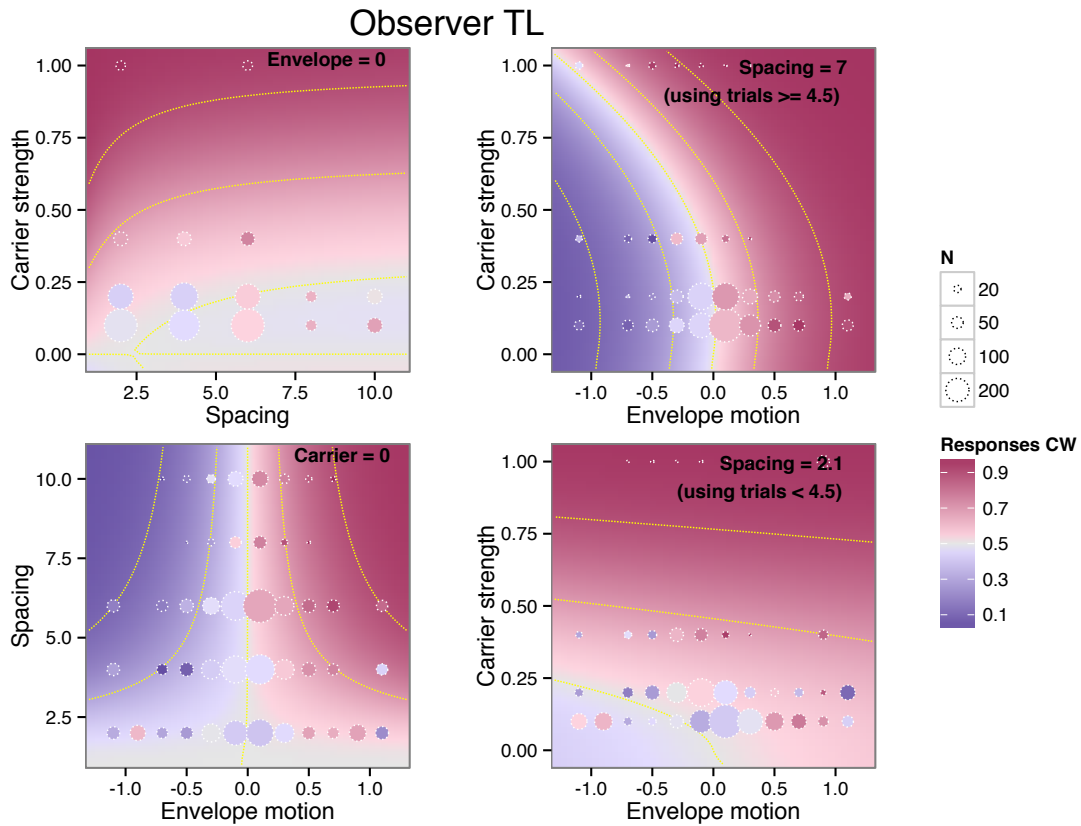 Observer TL
Envelope = 0
1.00
0.75
0.50
0.25
0.00
Carrier strength
2.5 5.0 7.5 10.0
Spacing
Spacing = 7
(using trials >= 4.5)
1.00
0.75
0.50
0.25
0.00
Carrier strength
-1.0 -0.5 0.0 0.5 1.0
Envelope motion
Carrier = 0
10.0
7.5
5.0
2.5
Spacing
-1.0 -0.5 0.0 0.5 1.0
Envelope motion
Spacing = 2.1
(using trials < 4.5)
1.00
0.75
0.50
0.25
0.00
Carrier strength
-1.0 -0.5 0.0 0.5 1.0
Envelope motion
N
20
50
100
200
Responses CW
0.9
0.7
0.5
0.3
0.1